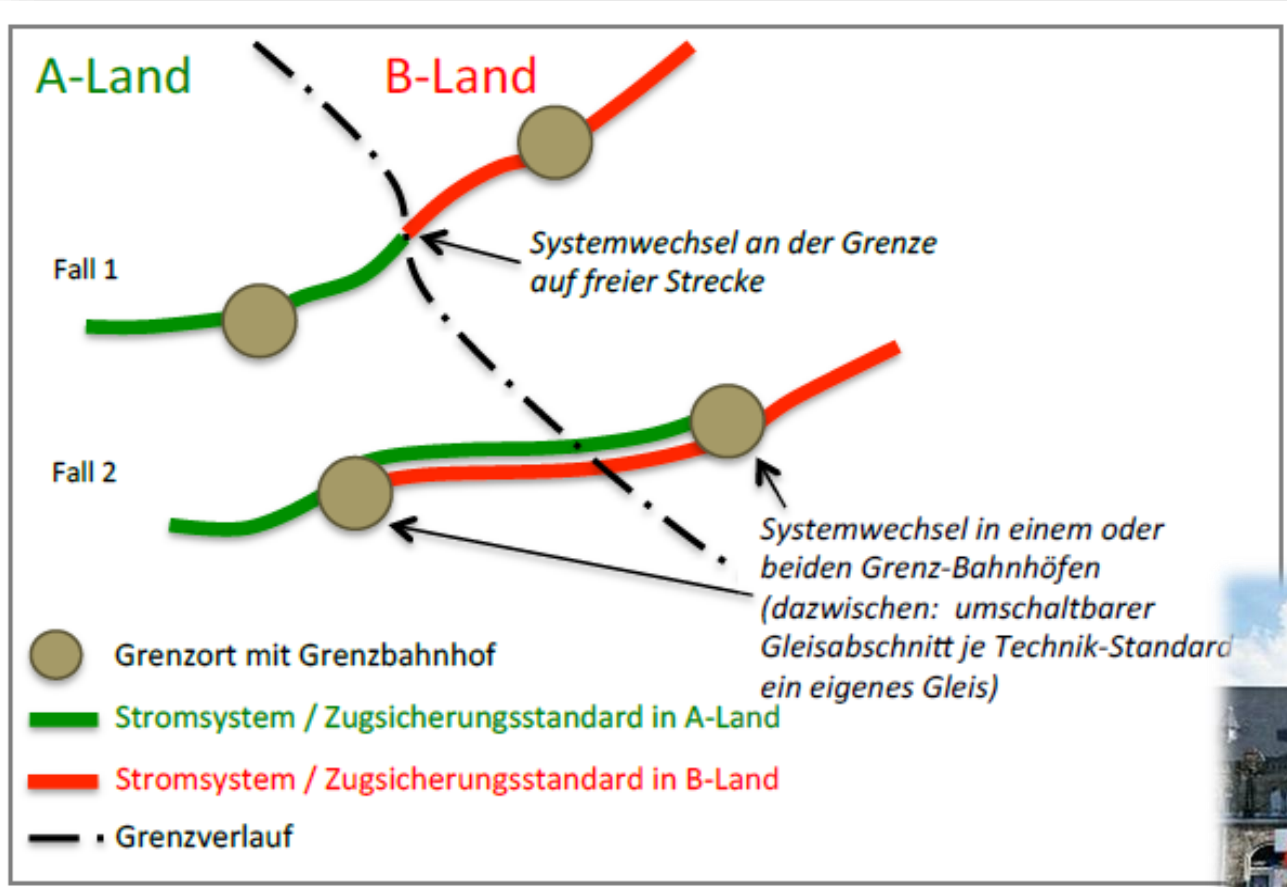 A-Land
B-Land
Fall 1
Systemwechsel an der Grenze
auf freier Strecke
Fall 2
Systemwechsel in einem oder
beiden Grenz-Bahnhöfen
(dazwischen: umschaltbarer
Gleisabschnitt je Technik-Standard
ein eigenes Gleis)
Grenzort mit Grenzbahnhof
Stromsystem / Zugsicherungsstandard in A-Land
Stromsystem / Zugsicherungsstandard in B-Land
Grenzverlauf